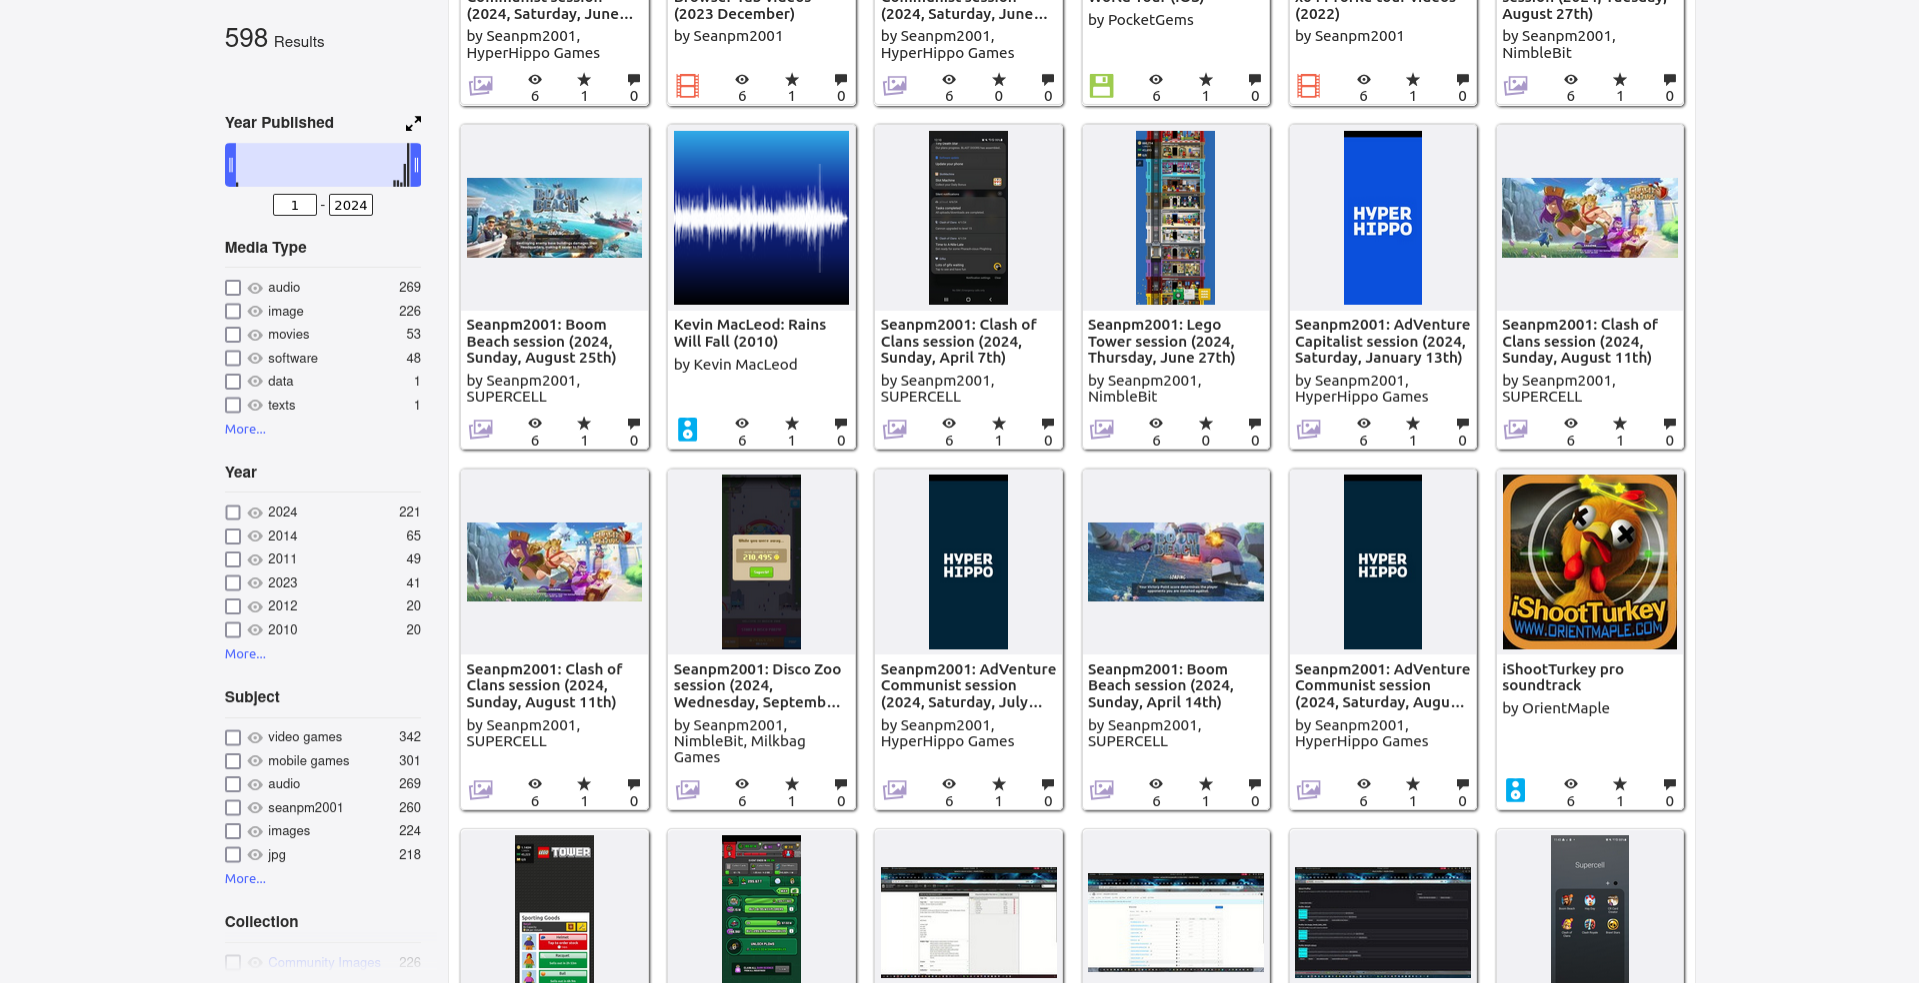 598 Results
Year Published
1 - 2024
Media Type
audio 269
image 226
movies 53
software 48
data 1
texts 1
More...
Year
2024 221
2014 65
2011 49
2023 41
2012 20
2010 20
More...
Subject
video games 342
mobile games 301
audio 269
seanpm2001 260
images 224
jpg 218
More...
Collection
Community Images 226
(2024, Saturday, June...
by Seanpm2001,
HyperHippo Games
6 1 0
(2023 December)
by Seanpm2001
6 1 0
(2024, Saturday, June...
by Seanpm2001,
HyperHippo Games
6 0 0
by PocketGems
6 1 0
(2022)
by Seanpm2001
6 1 0
August 27th)
by Seanpm2001,
NimbleBit
6 1 0
BOOM
BEACH
Seanpm2001: Boom
Beach session (2024,
Sunday, August 25th)
by Seanpm2001,
SUPERCELL
6 1 0
Kevin MacLeod: Rains
Will Fall (2010)
by Kevin MacLeod
6 1 0
Seanpm2001: Clash of
Clans session (2024,
Sunday, April 7th)
by Seanpm2001,
SUPERCELL
6 1 0
Seanpm2001: Lego
Tower session (2024,
Thursday, June 27th)
by Seanpm2001,
NimbleBit
6 0 0
HYPER
HIPPO
Seanpm2001: AdVenture
Capitalist session (2024,
Saturday, January 13th)
by Seanpm2001,
HyperHippo Games
6 1 0
Seanpm2001: Clash of
Clans session (2024,
Sunday, August 11th)
by Seanpm2001,
SUPERCELL
6 1 0
Seanpm2001: Clash of
Clans session (2024,
Sunday, August 11th)
by Seanpm2001,
SUPERCELL
6 1 0
While you were away...
210,495
Seanpm2001: Disco Zoo
session (2024,
Wednesday, Septemb...
by Seanpm2001,
NimbleBit, Milkbag
Games
6 1 0
HYPER
HIPPO
Seanpm2001: AdVenture
Communist session
(2024, Saturday, July...
by Seanpm2001,
HyperHippo Games
6 1 0
BOOM
BEACH
Seanpm2001: Boom
Beach session (2024,
Sunday, April 14th)
by Seanpm2001,
SUPERCELL
6 1 0
HYPER
HIPPO
Seanpm2001: AdVenture
Communist session
(2024, Saturday, Augu...
by Seanpm2001,
HyperHippo Games
6 1 0
iShootTurkey
WWW.ORIENTMAPLE.COM
iShootTurkey pro
soundtrack
by OrientMaple
6 1 0
LEGO TOWER
Sporting Goods
Supercell